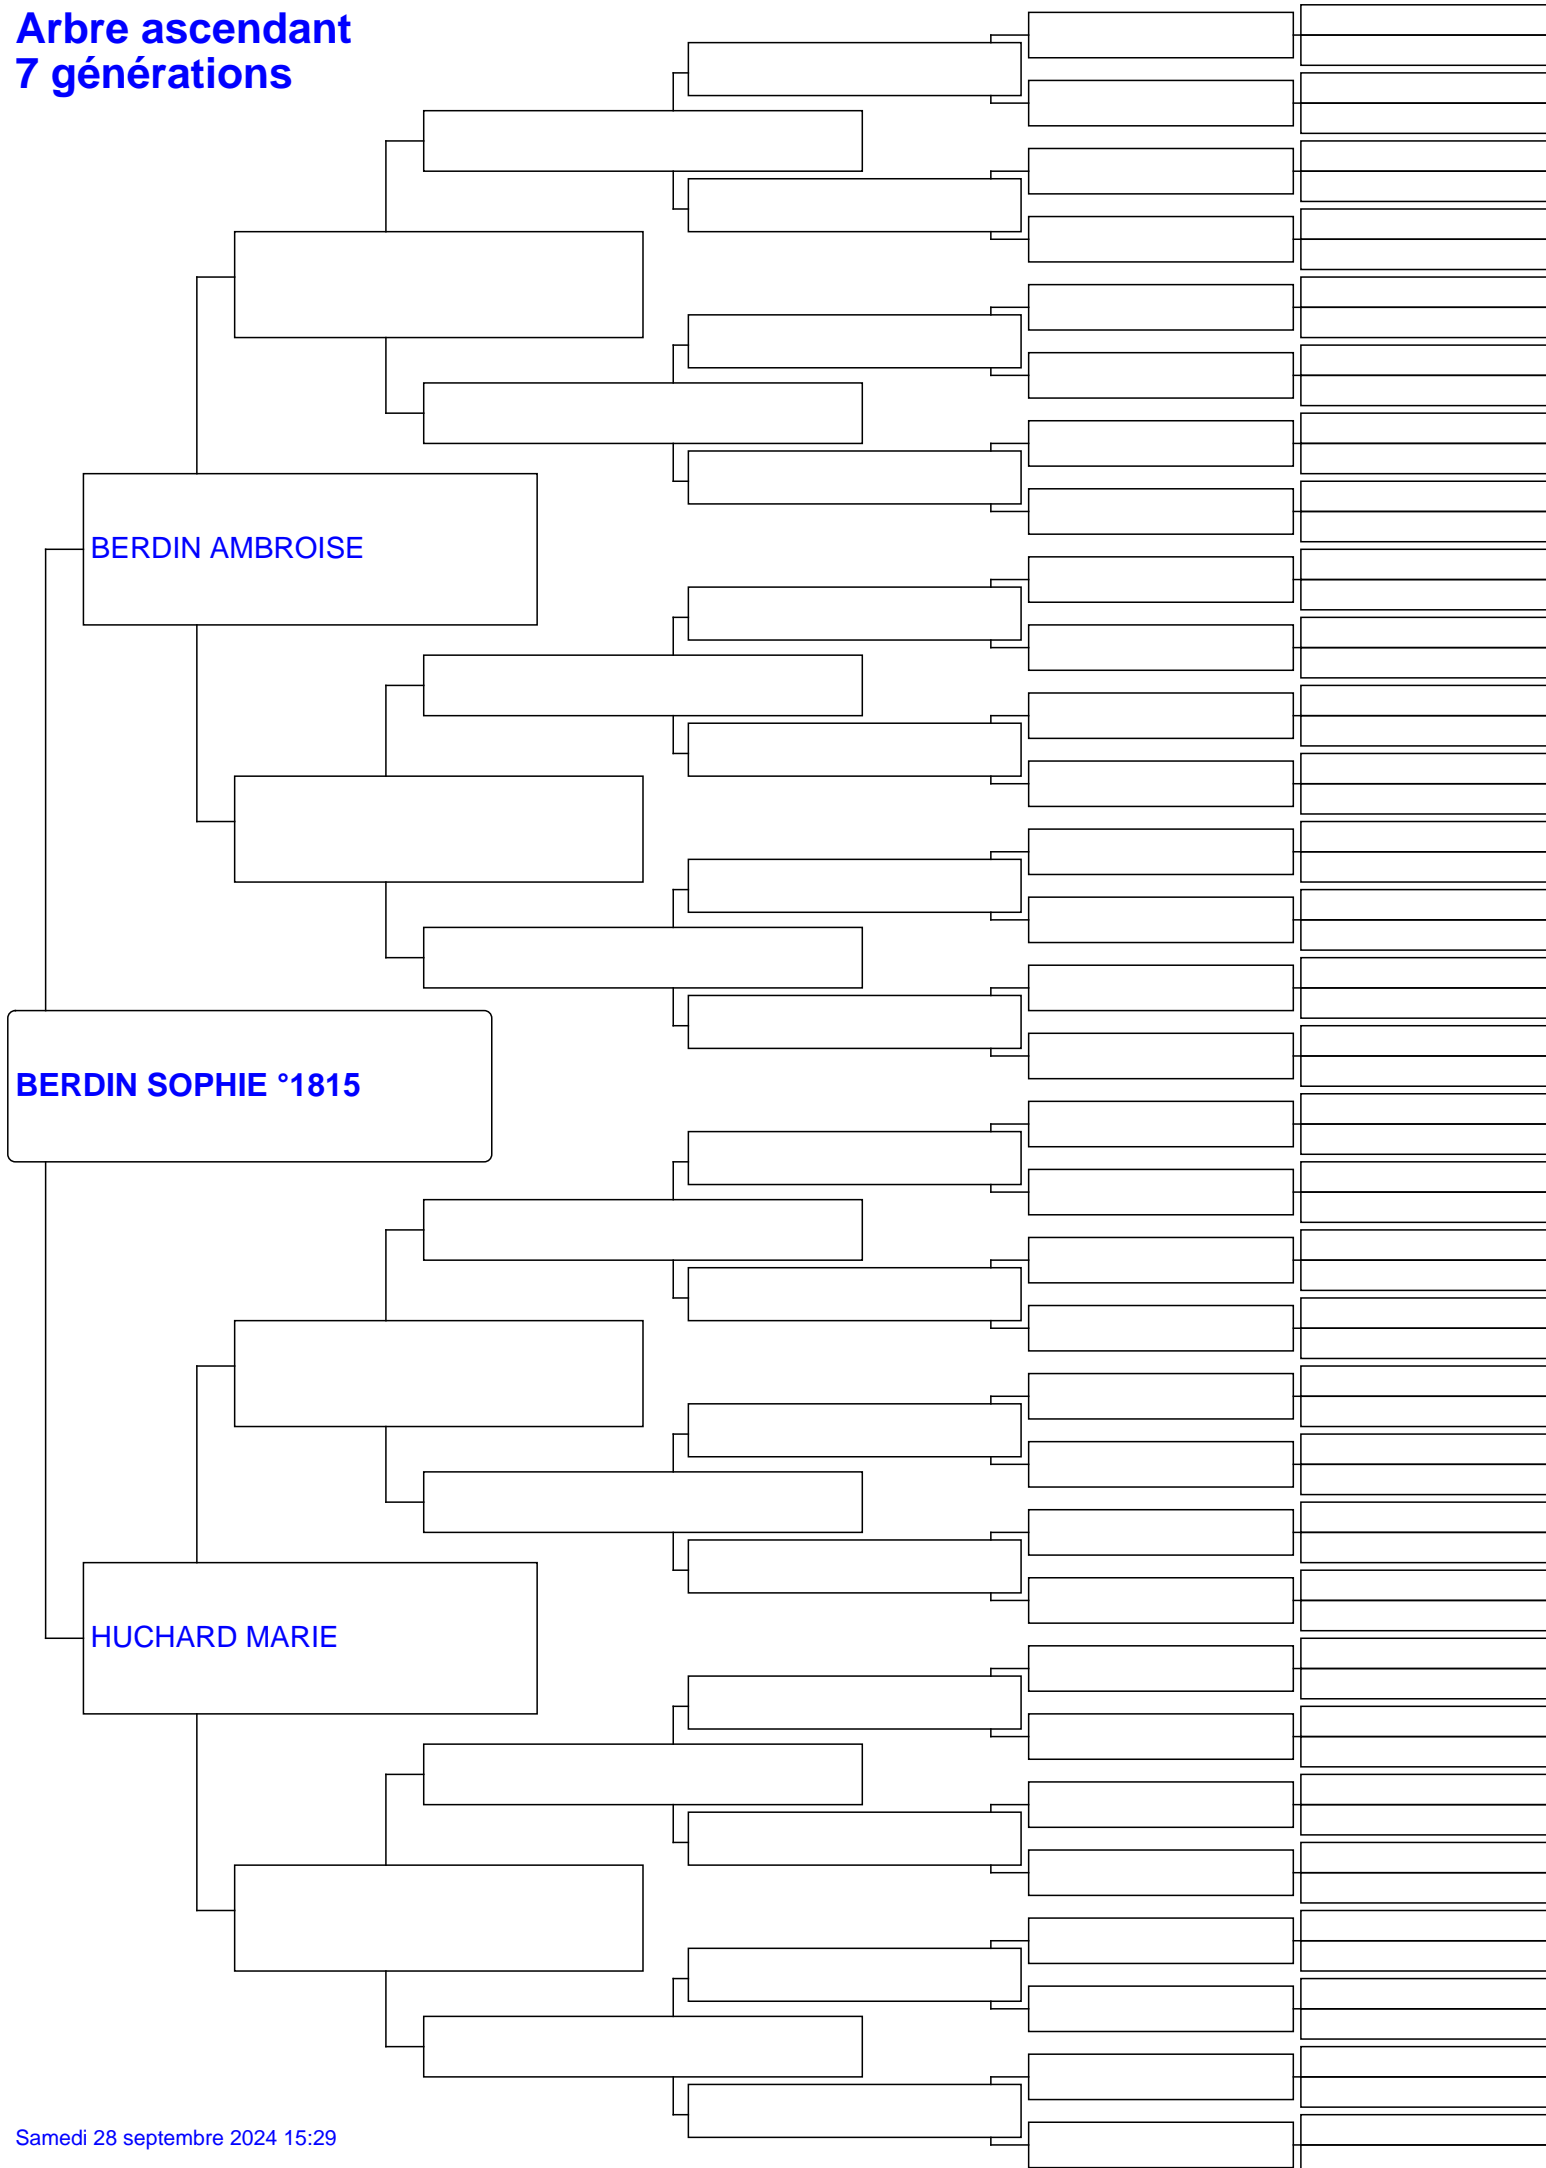 Arbre ascendant
7 générations
BERDIN AMBROISE
BERDIN SOPHIE °1815
HUCHARD MARIE
Samedi 28 septembre 2024 15:29